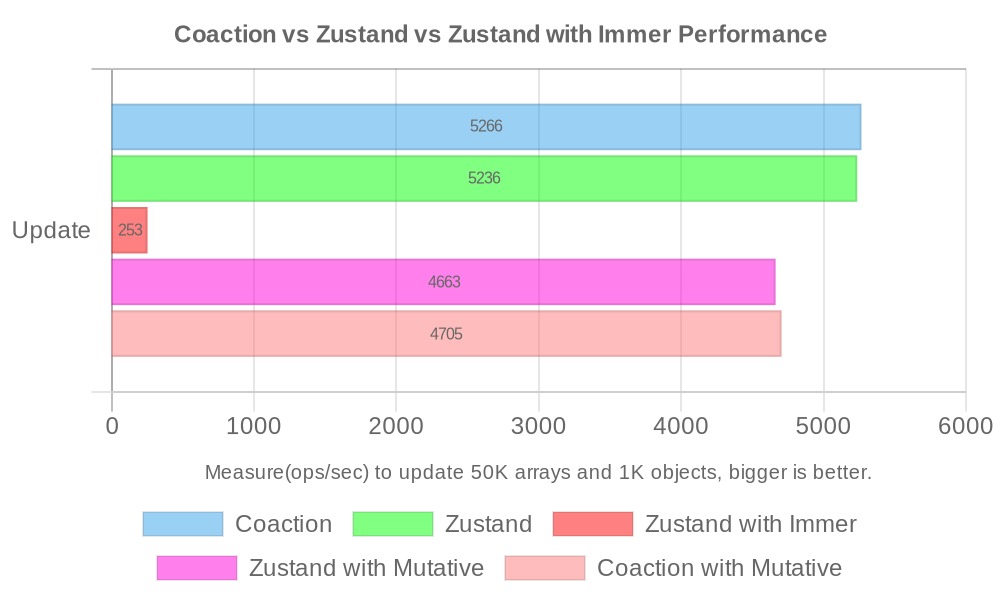 Coaction vs Zustand vs Zustand with Immer Performance
5266
5236
Update
253
4663
4705
0 1000 2000 3000 4000 5000 6000
Measure(ops/sec) to update 50K arrays and 1K objects, bigger is better.
Coaction Zustand Zustand with Immer
Zustand with Mutative Coaction with Mutative